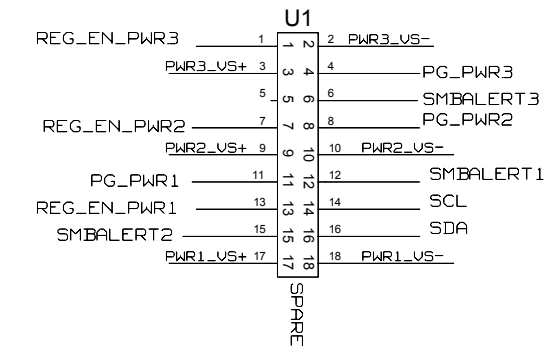 U1
REG_EN_PWR3 1 1 2 2 PWR3_VS-
PWR3_VS+ 3 3 4 4 PG_PWR3
5 5 6 6 SMBALERT3
REG_EN_PWR2 7 7 8 8 PG_PWR2
PWR2_VS+ 9 9 10 10 PWR2_VS-
PG_PWR1 11 11 12 12 SMBALERT1
REG_EN_PWR1 13 13 14 14 SCL
SMBALERT2 15 15 16 16 SDA
PWR1_VS+ 17 17 18 18 PWR1_VS-
SPARE